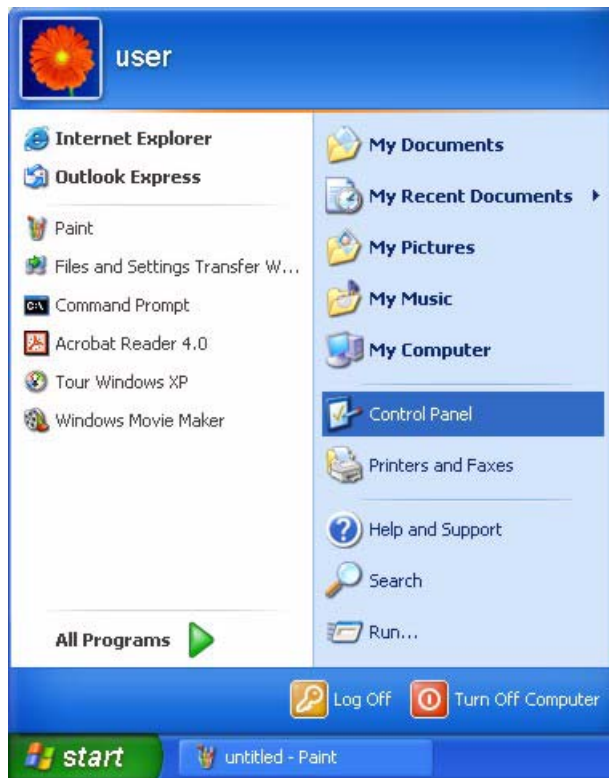 user
Internet Explorer
Outlook Express
Paint
Files and Settings Transfer W...
C:\
Command Prompt
Acrobat Reader 4.0
Tour Windows XP
Windows Movie Maker
All Programs
My Documents
My Recent Documents
My Pictures
My Music
My Computer
Control Panel
Printers and Faxes
Help and Support
Search
Run...
Log Off
Turn Off Computer
start
untitled - Paint